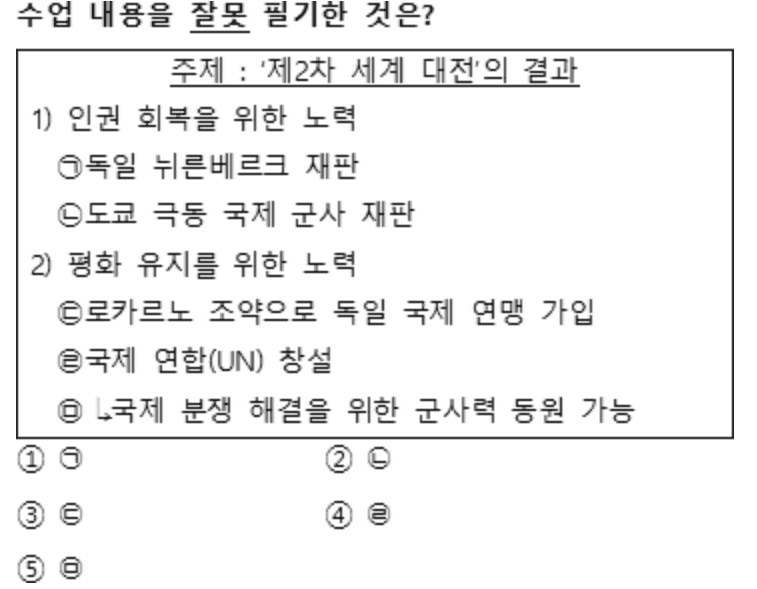 수업 내용을 잘못 필기한 것은?
주제 : '제2차 세계 대전'의 결과
1) 인권 회복을 위한 노력
㉠독일 뉘른베르크 재판
㉡도쿄 극동 국제 군사 재판
2) 평화 유지를 위한 노력
㉢로카르노 조약으로 독일 국제 연맹 가입
㉣국제 연합(UN) 창설
㉤ ↳국제 분쟁 해결을 위한 군사력 동원 가능
① ㉠ ② ㉡
③ ㉢ ④ ㉣
⑤ ㉤